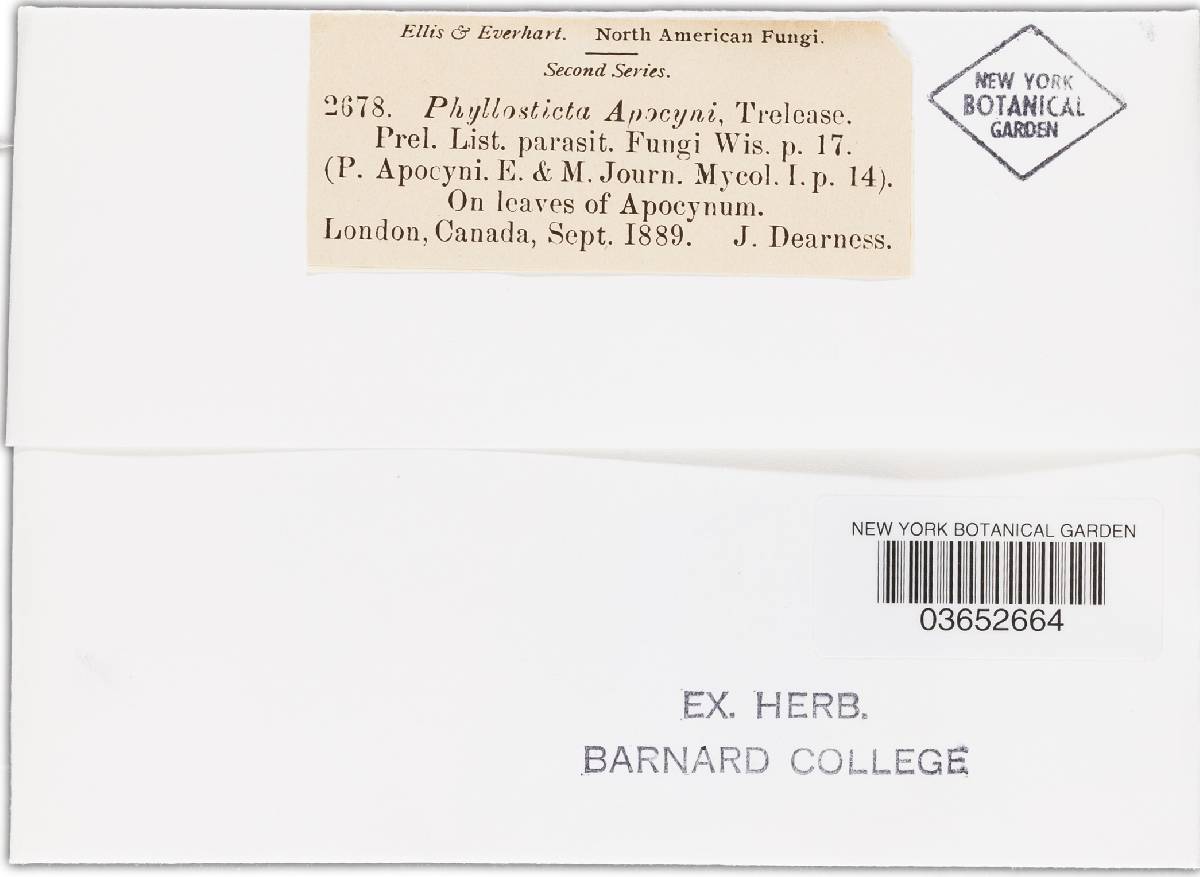 Ellis & Everhart. North American Fungi.
Second Series.
2678. Phyllosticta Apocyni, Trelease.
Prel. List. parasit. Fungi Wis. p. 17.
(P. Apocyni. E. & M. Journ. Mycol. I. p. 14).
On leaves of Apocynum.
London, Canada, Sept. 1889. J. Dearness.
NEW YORK
BOTANICAL
GARDEN
NEW YORK BOTANICAL GARDEN
03652664
EX. HERB.
BARNARD COLLEGE